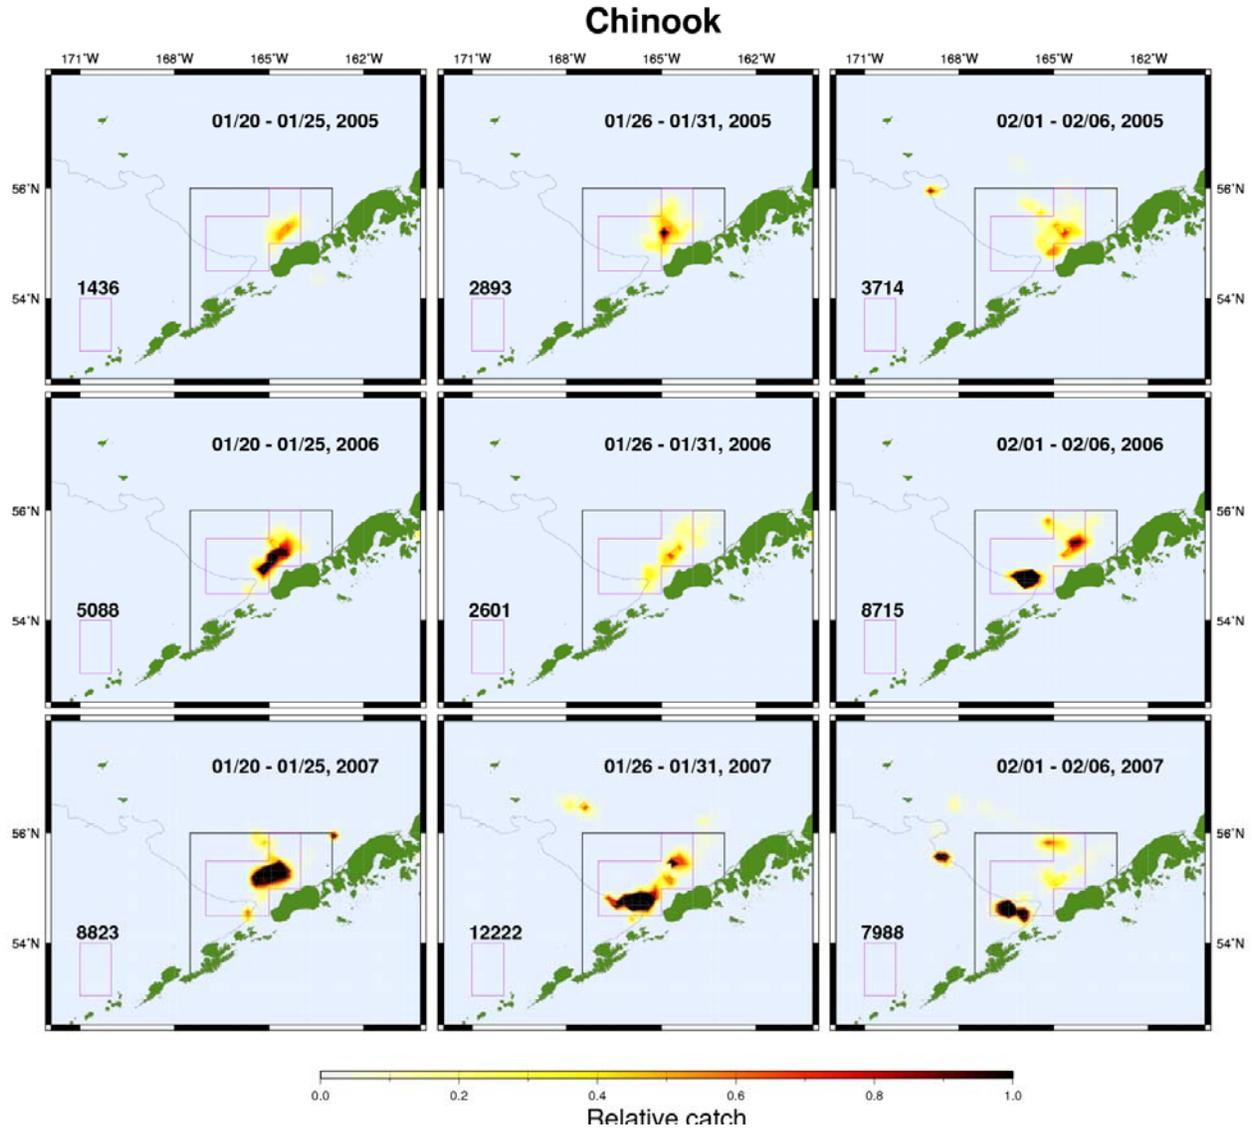 Chinook
171°W 168°W 165°W 162°W 171°W 168°W 165°W 162°W 171°W 168°W 165°W 162°W
01/20 - 01/25, 2005 01/26 - 01/31, 2005 02/01 - 02/06, 2005
56°N 56°N
1436 2893 3714
54°N 54°N
01/20 - 01/25, 2006 01/26 - 01/31, 2006 02/01 - 02/06, 2006
56°N 56°N
5088 2601 8715
54°N 54°N
01/20 - 01/25, 2007 01/26 - 01/31, 2007 02/01 - 02/06, 2007
56°N 56°N
8823 12222 7988
54°N 54°N
0.0 0.2 0.4 0.6 0.8 1.0
Relative catch